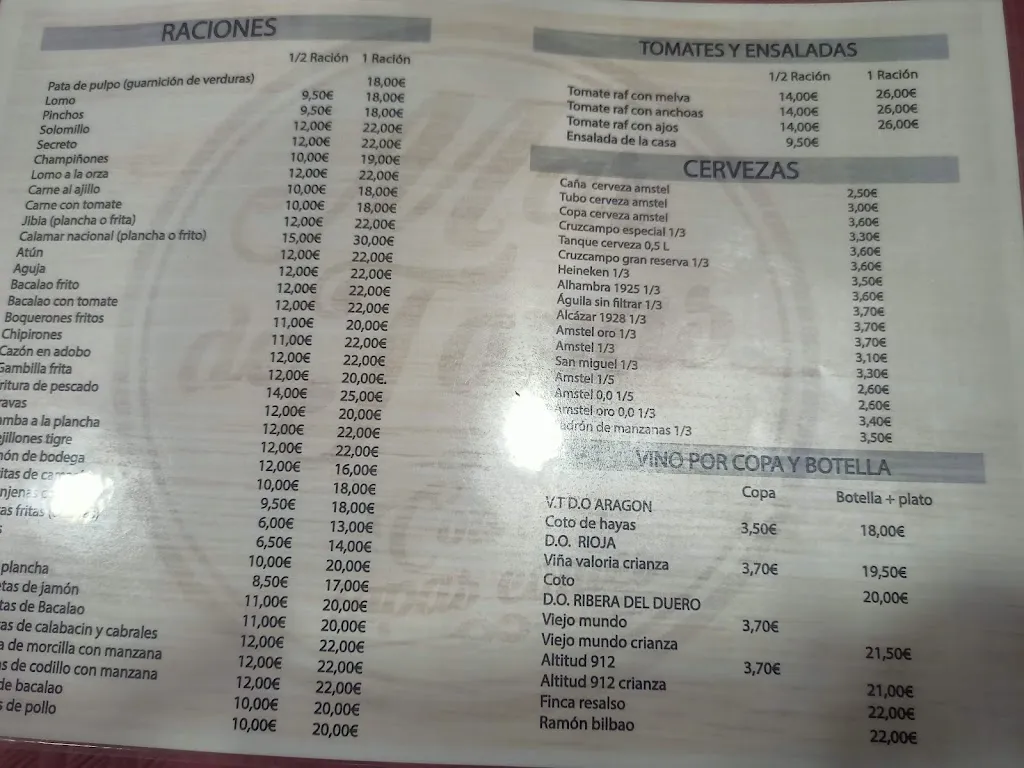 RACIONES
1/2 Ración 1 Ración
Pata de pulpo (guarnición de verduras) 18,00€
Lomo 9,50€ 18,00€
Pinchos 9,50€ 18,00€
Solomillo 12,00€ 22,00€
Secreto 12,00€ 22,00€
Champiñones 10,00€ 19,00€
Lomo a la orza 12,00€ 22,00€
Carne al ajillo 10,00€ 18,00€
Carne con tomate 10,00€ 18,00€
Jibia (plancha o frita) 12,00€ 22,00€
Calamar nacional (plancha o frito) 15,00€ 30,00€
Atún 12,00€ 22,00€
Aguja 12,00€ 22,00€
Bacalao frito 12,00€ 22,00€
Bacalao con tomate 12,00€ 22,00€
Boquerones fritos 11,00€ 20,00€
Chipirones 11,00€ 22,00€
Cazón en adobo 12,00€ 22,00€
Gambilla frita 12,00€ 20,00€.
ritura de pescado 14,00€ 25,00€
ravas 12,00€ 20,00€
amba a la plancha 12,00€ 22,00€
ejillones tigre 12,00€ 22,00€
món de bodega 12,00€ 16,00€
itas de 10,00€ 18,00€
njenas 9,50€ 18,00€
as fritas 6,00€ 13,00€
s 6,50€ 14,00€
10,00€ 20,00€
plancha 8,50€ 17,00€
etas de jamón 11,00€ 20,00€
tas de Bacalao 11,00€ 20,00€
as de calabacin y cabrales 12,00€ 22,00€
a de morcilla con manzana 12,00€ 22,00€
s de codillo con manzana 12,00€ 22,00€
de bacalao 10,00€ 20,00€
s de pollo 10,00€ 20,00€
TOMATES Y ENSALADAS
1/2 Ración 1 Ración
Tomate raf con melva 14,00€ 26,00€
Tomate raf con anchoas 14,00€ 26,00€
Tomate raf con ajos 14,00€ 26,00€
Ensalada de la casa 9,50€
CERVEZAS
Caña cerveza amstel 2,50€
Tubo cerveza amstel 3,00€
Copa cerveza amstel 3,60€
Cruzcampo especial 1/3 3,30€
Tanque cerveza 0,5 L 3,60€
Cruzcampo gran reserva 1/3 3,60€
Heineken 1/3 3,50€
Alhambra 1925 1/3 3,60€
Águilla sin filtrar 1/3 3,70€
Alcázar 1928 1/3 3,70€
Amstel oro 1/3 3,70€
Amstel 1/3 3,10€
San miguel 1/3 3,30€
Amstel 1/5 2,60€
Amstel 0,0 1/5 2,60€
Amstel oro 0,0 1/3 3,40€
adrón de manzanas 1/3 3,50€
VINO POR COPA Y BOTELLA
Copa Botella + plato
V.T D.O ARAGON
Coto de hayas 3,50€ 18,00€
D.O. RIOJA
Viña valoria crianza 3,70€ 19,50€
Coto 20,00€
D.O. RIBERA DEL DUERO
Viejo mundo 3,70€
Viejo mundo crianza 21,50€
Altitud 912 3,70€
Altitud 912 crianza 21,00€
Finca resalso 22,00€
Ramón bilbao 22,00€